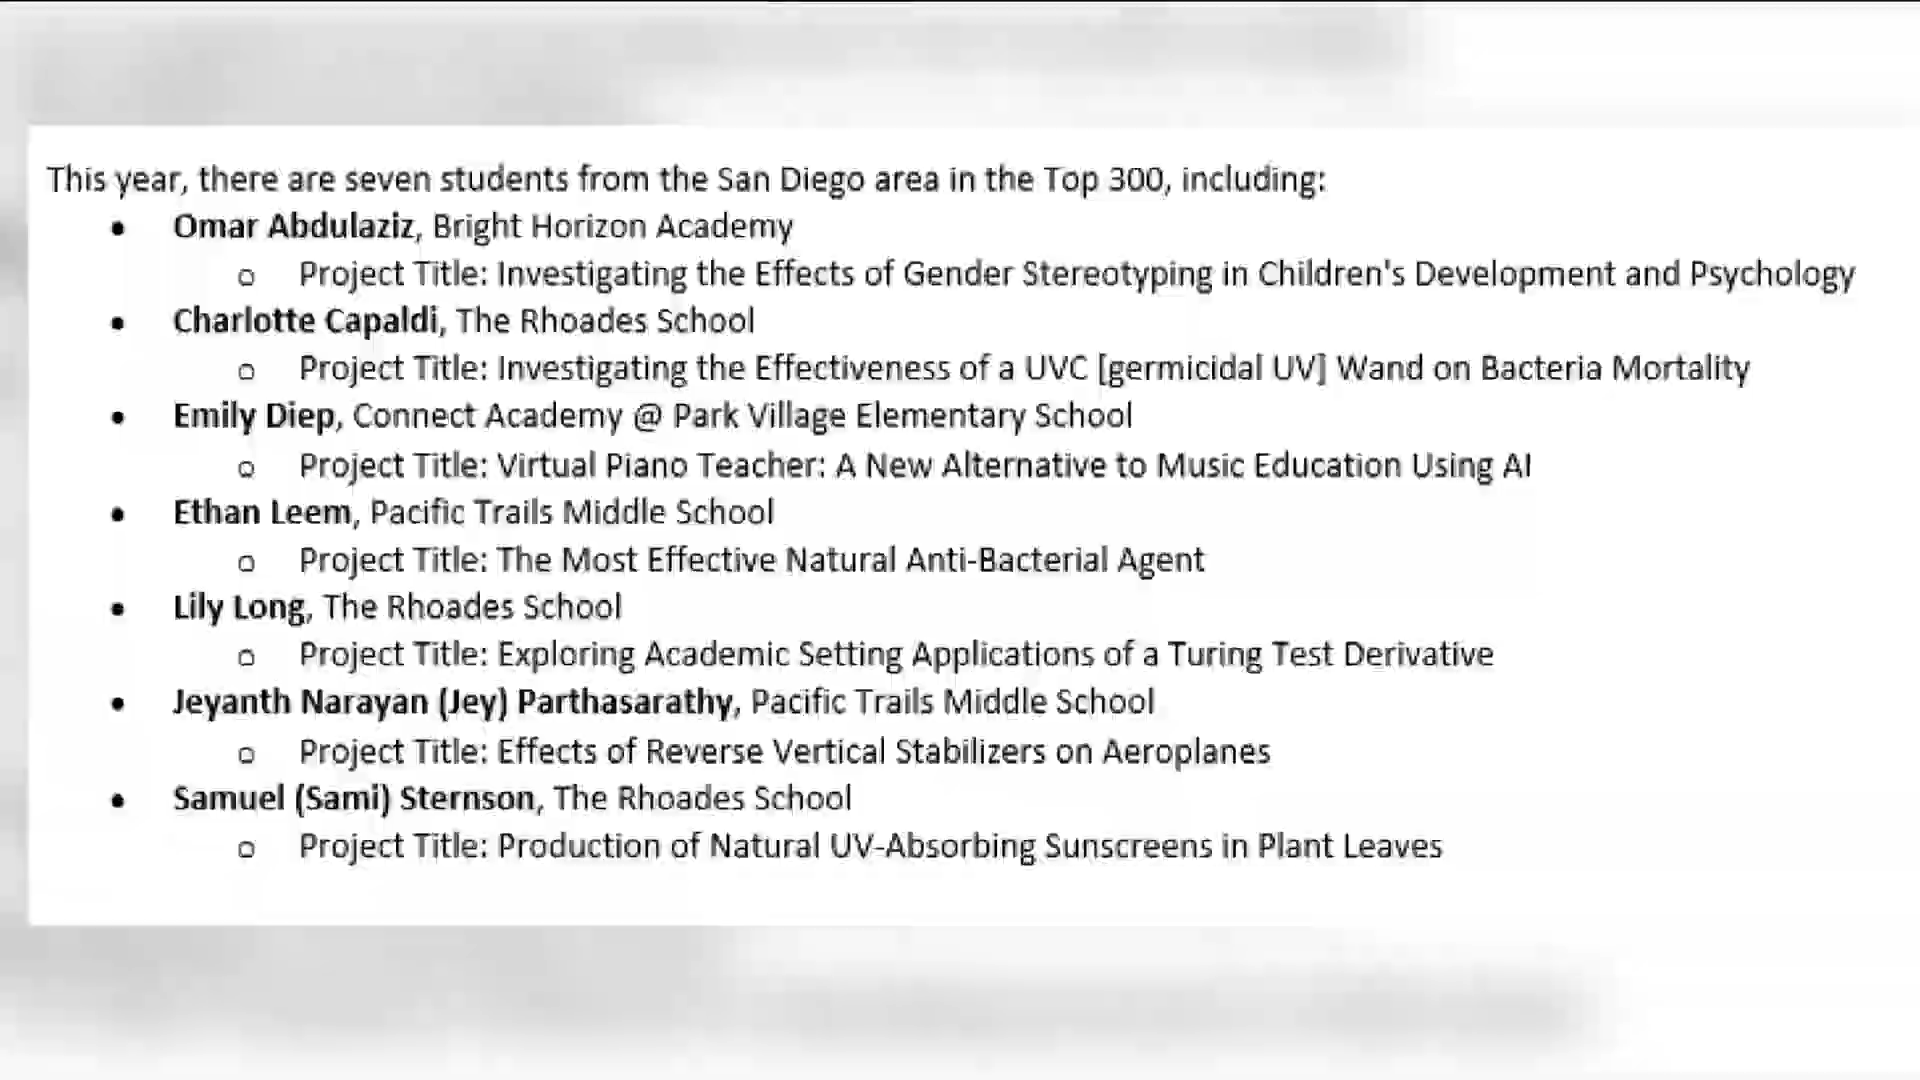 This year, there are seven students from the San Diego area in the Top 300, including:
• Omar Abdulaziz, Bright Horizon Academy
o Project Title: Investigating the Effects of Gender Stereotyping in Children's Development and Psychology
• Charlotte Capaldi, The Rhoades School
o Project Title: Investigating the Effectiveness of a UVC [germicidal UV] Wand on Bacteria Mortality
• Emily Diep, Connect Academy @ Park Village Elementary School
o Project Title: Virtual Piano Teacher: A New Alternative to Music Education Using AI
• Ethan Leem, Pacific Trails Middle School
o Project Title: The Most Effective Natural Anti-Bacterial Agent
• Lily Long, The Rhoades School
o Project Title: Exploring Academic Setting Applications of a Turing Test Derivative
• Jeyanth Narayan (Jey) Parthasarathy, Pacific Trails Middle School
o Project Title: Effects of Reverse Vertical Stabilizers on Aeroplanes
• Samuel (Sami) Sternson, The Rhoades School
o Project Title: Production of Natural UV-Absorbing Sunscreens in Plant Leaves